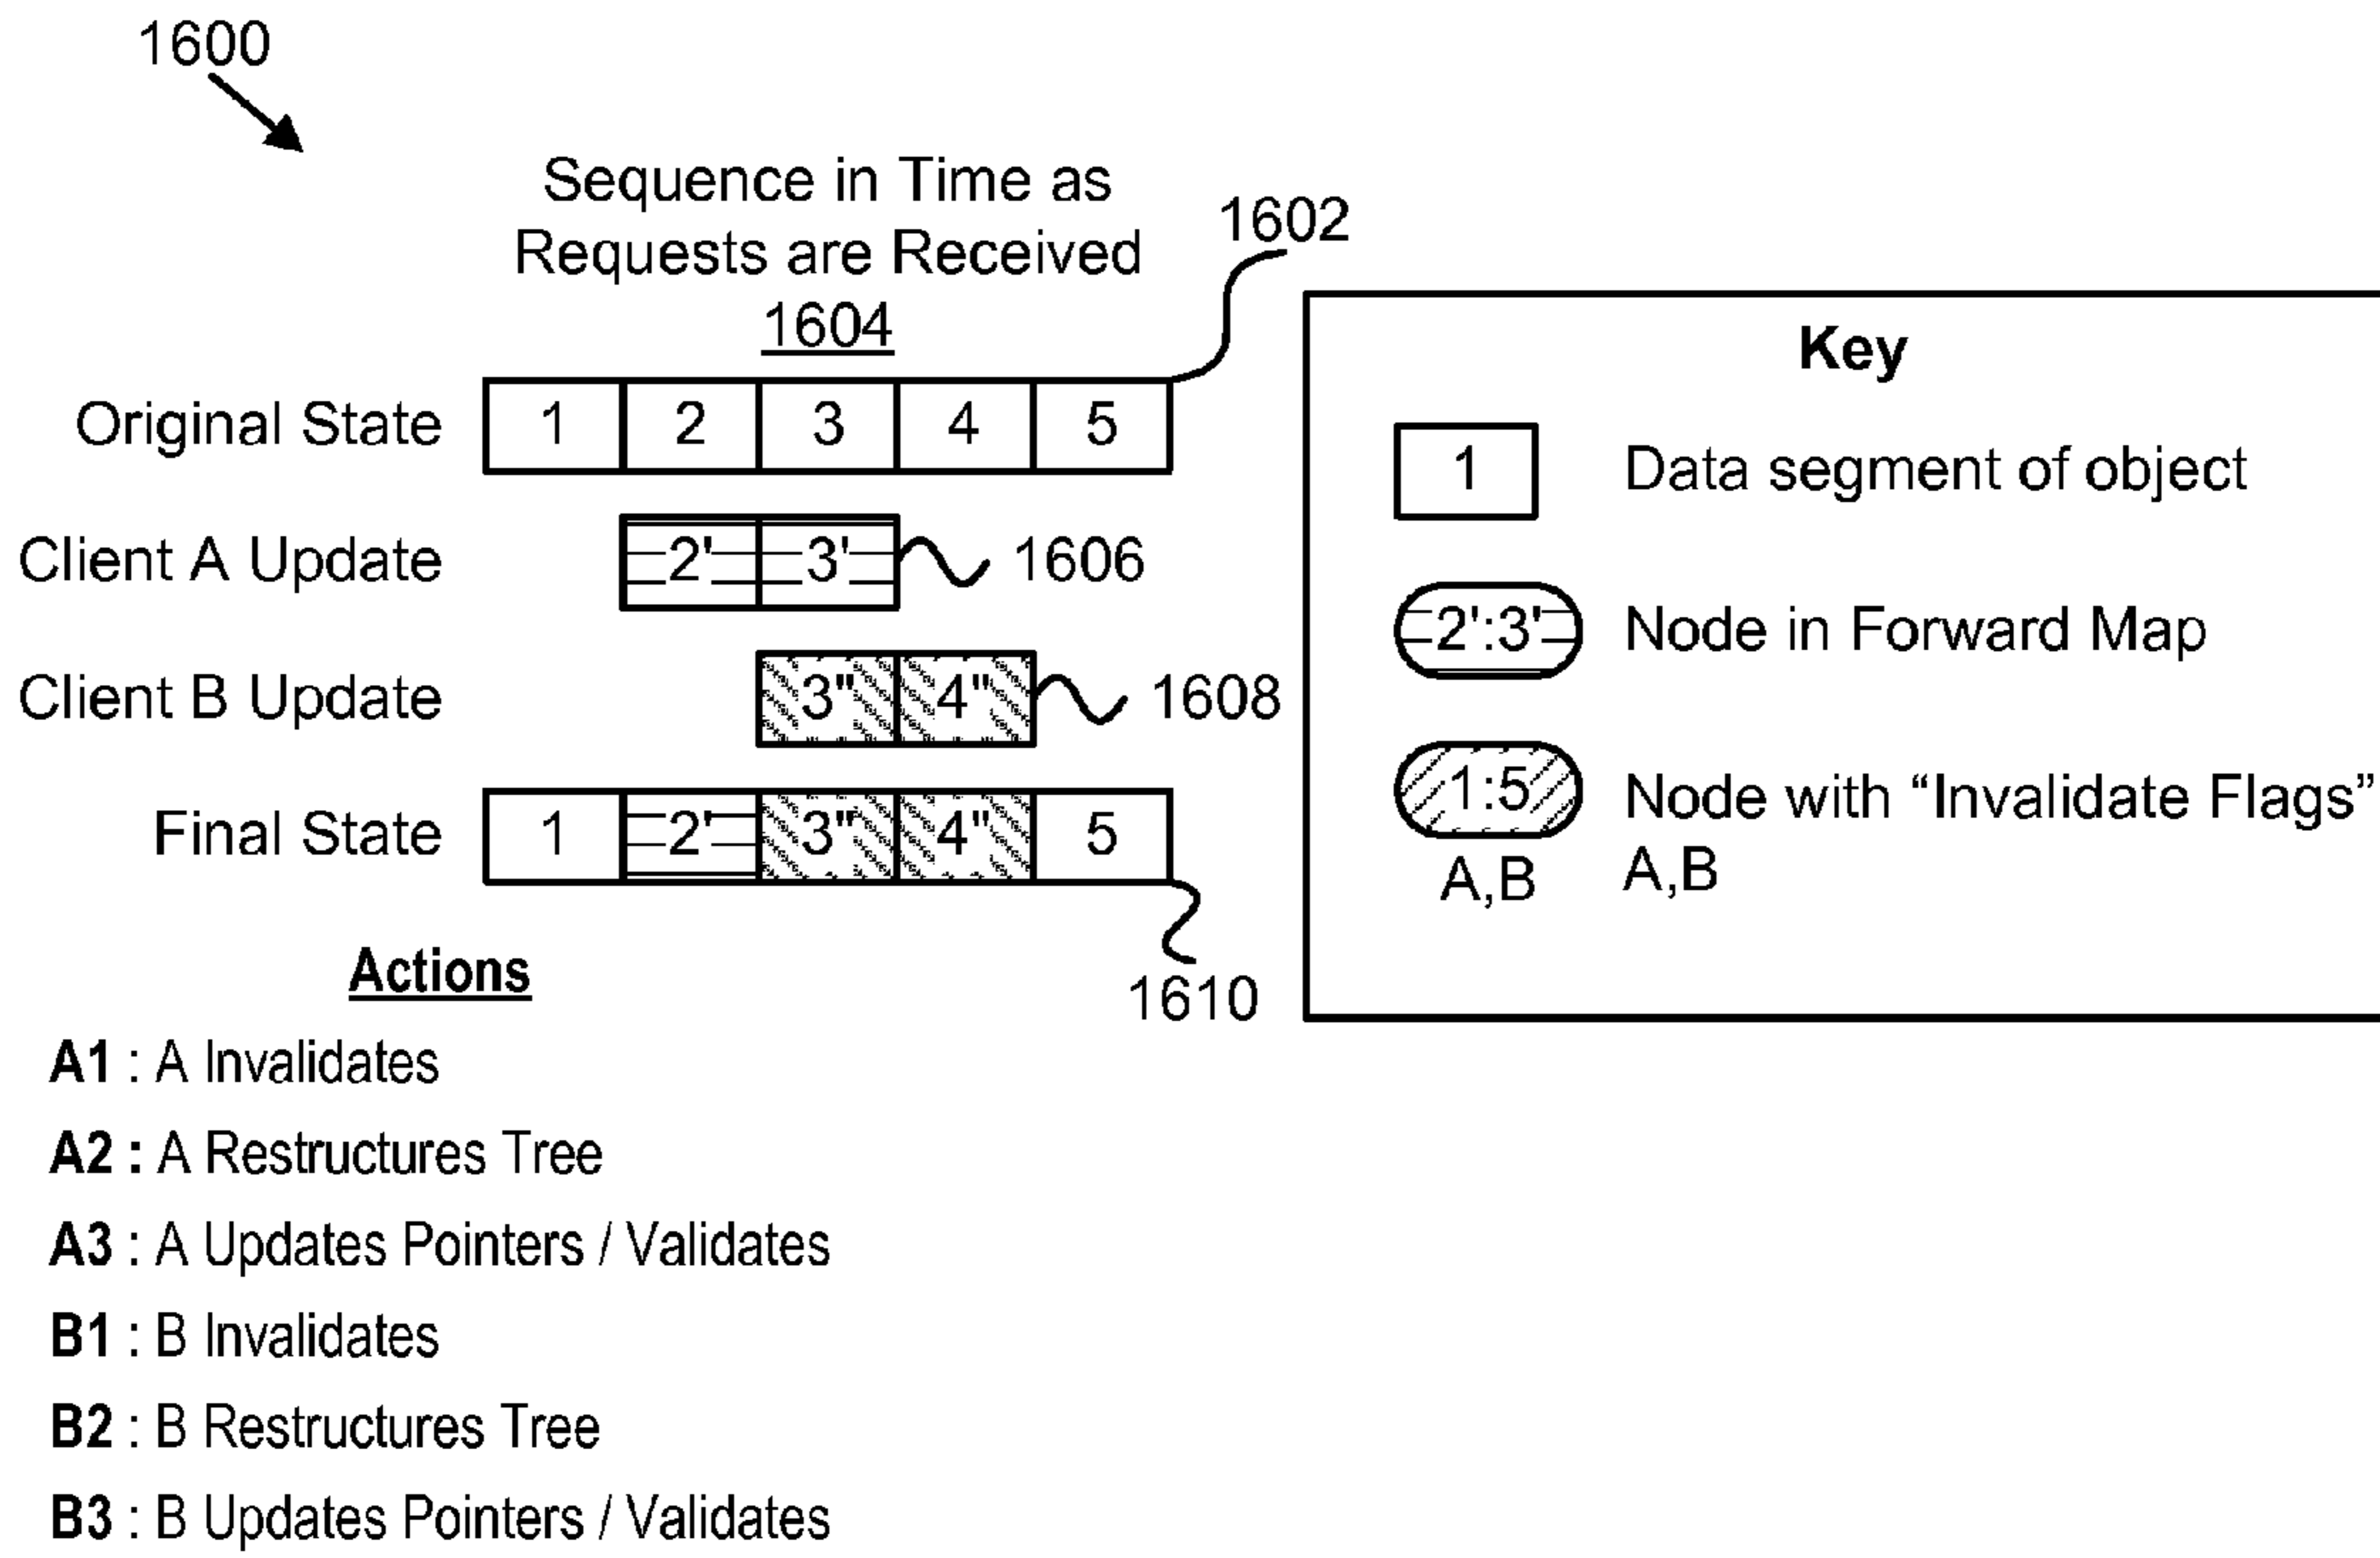 1600
Sequence in Time as
Requests are Received
1604
1602
Original State 1 2 3 4 5
Client A Update 2' 3' 1606
Client B Update 3" 4" 1608
Final State 1 2' 3" 4" 5
1610
Key
1 Data segment of object
2':3' Node in Forward Map
1:5 Node with “Invalidate Flags”
A,B A,B
Actions
A1 : A Invalidates
A2 : A Restructures Tree
A3 : A Updates Pointers / Validates
B1 : B Invalidates
B2 : B Restructures Tree
B3 : B Updates Pointers / Validates